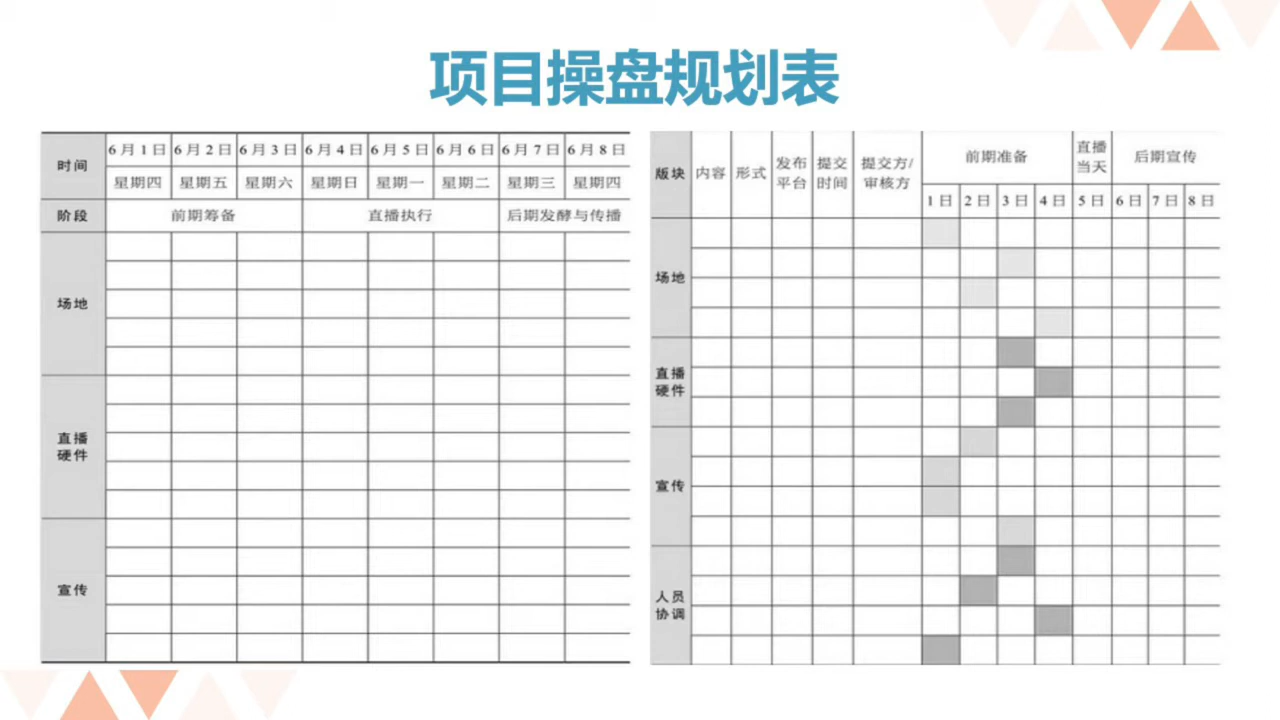 项目操盘规划表
时间 6月1日 6月2日 6月3日 6月4日 6月5日 6月6日 6月7日 6月8日
星期四 星期五 星期六 星期日 星期一 星期二 星期三 星期四
阶段 前期筹备 直播执行 后期发酵与传播
场地
直播
硬件
宣传
版块 内容 形式 发布平台 提交时间 提交方/审核方 前期准备 直播当天 后期宣传
1日 2日 3日 4日 5日 6日 7日 8日
场地
直播
硬件
宣传
人员
协调